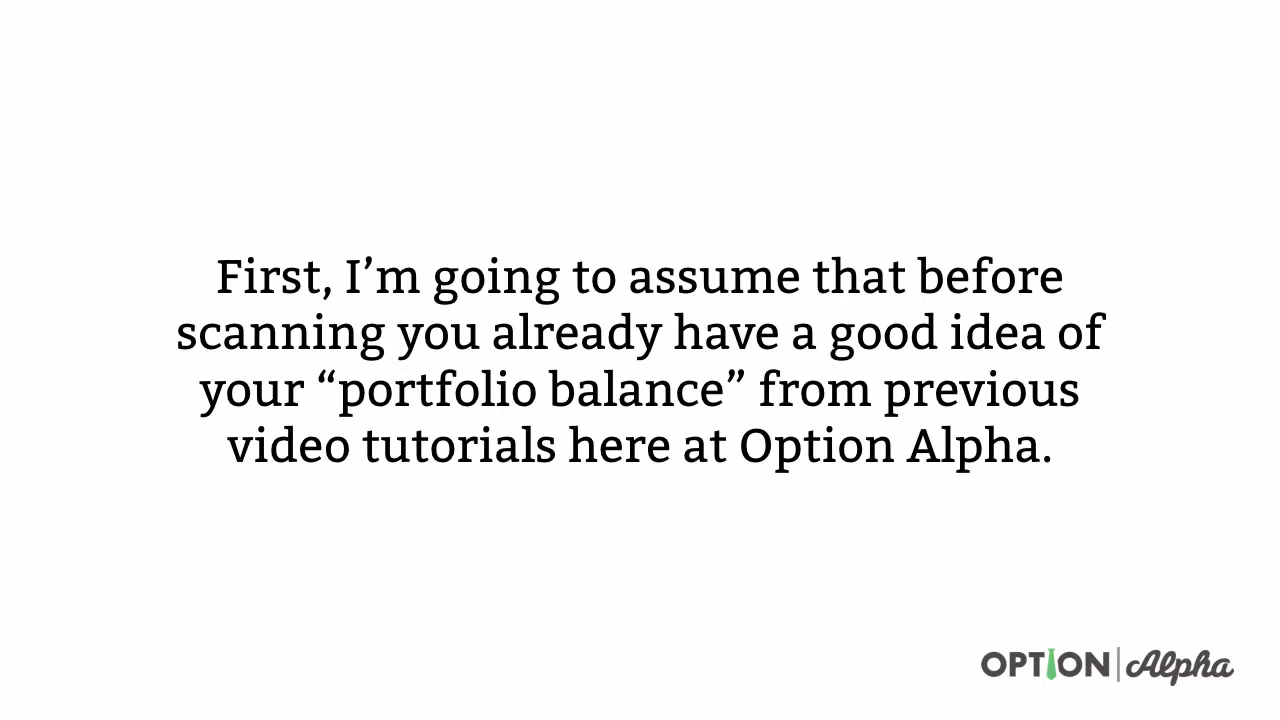 First, I’m going to assume that before
scanning you already have a good idea of
your “portfolio balance” from previous
video tutorials here at Option Alpha.
OPTION | Alpha